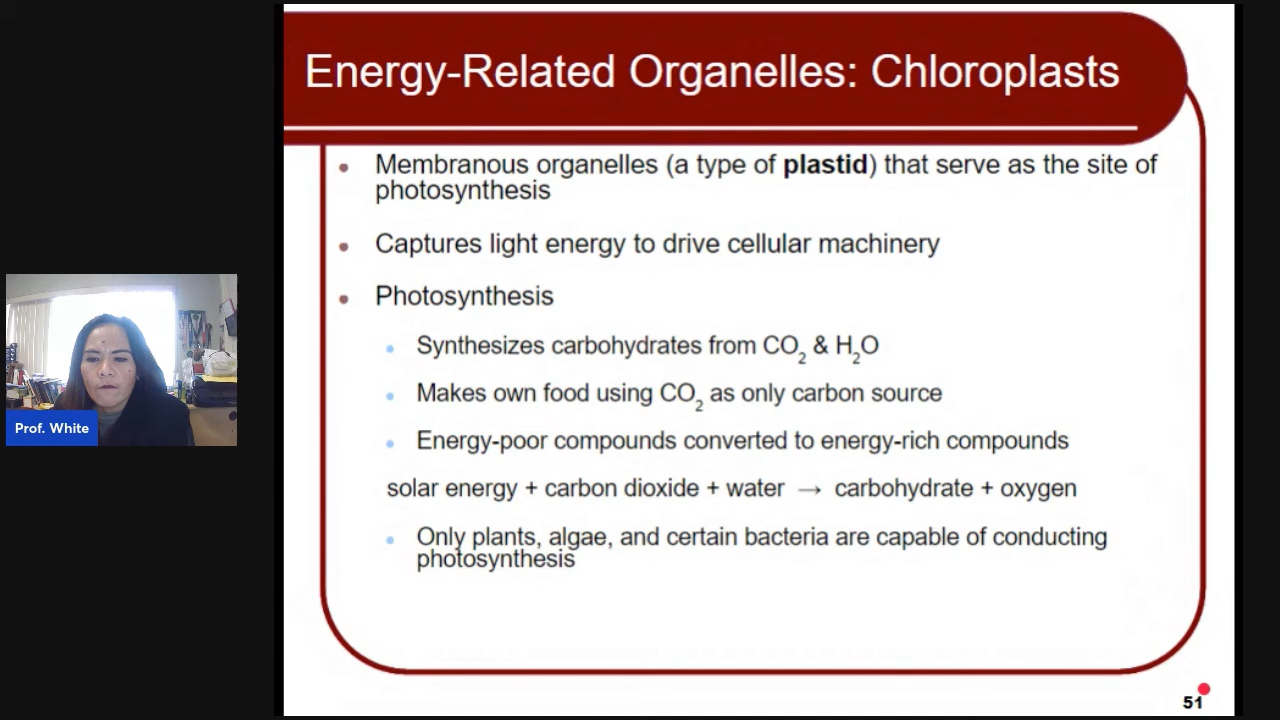 Energy-Related Organelles: Chloroplasts
Membranous organelles (a type of plastid) that serve as the site of
photosynthesis
Captures light energy to drive cellular machinery
Photosynthesis
Synthesizes carbohydrates from CO2 & H2O
Makes own food using CO2 as only carbon source
Energy-poor compounds converted to energy-rich compounds
solar energy + carbon dioxide + water → carbohydrate + oxygen
Only plants, algae, and certain bacteria are capable of conducting
photosynthesis
51
Prof. White